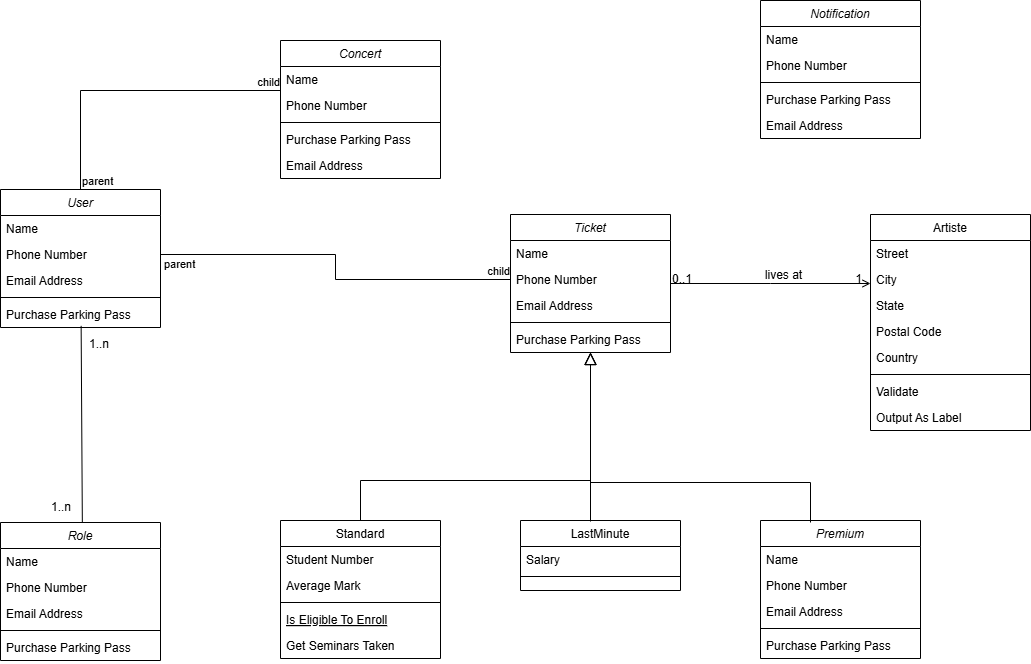 Notification
Name
Phone Number
Purchase Parking Pass
Email Address
Concert
Name
Phone Number
Purchase Parking Pass
Email Address
child
parent
User
Name
Phone Number
Email Address
Purchase Parking Pass
parent
child
Ticket
Name
Phone Number
Email Address
Purchase Parking Pass
0..1
lives at
1
Artiste
Street
City
State
Postal Code
Country
Validate
Output As Label
1..n
1..n
Role
Name
Phone Number
Email Address
Purchase Parking Pass
Standard
Student Number
Average Mark
Is Eligible To Enroll
Get Seminars Taken
LastMinute
Salary
Premium
Name
Phone Number
Email Address
Purchase Parking Pass